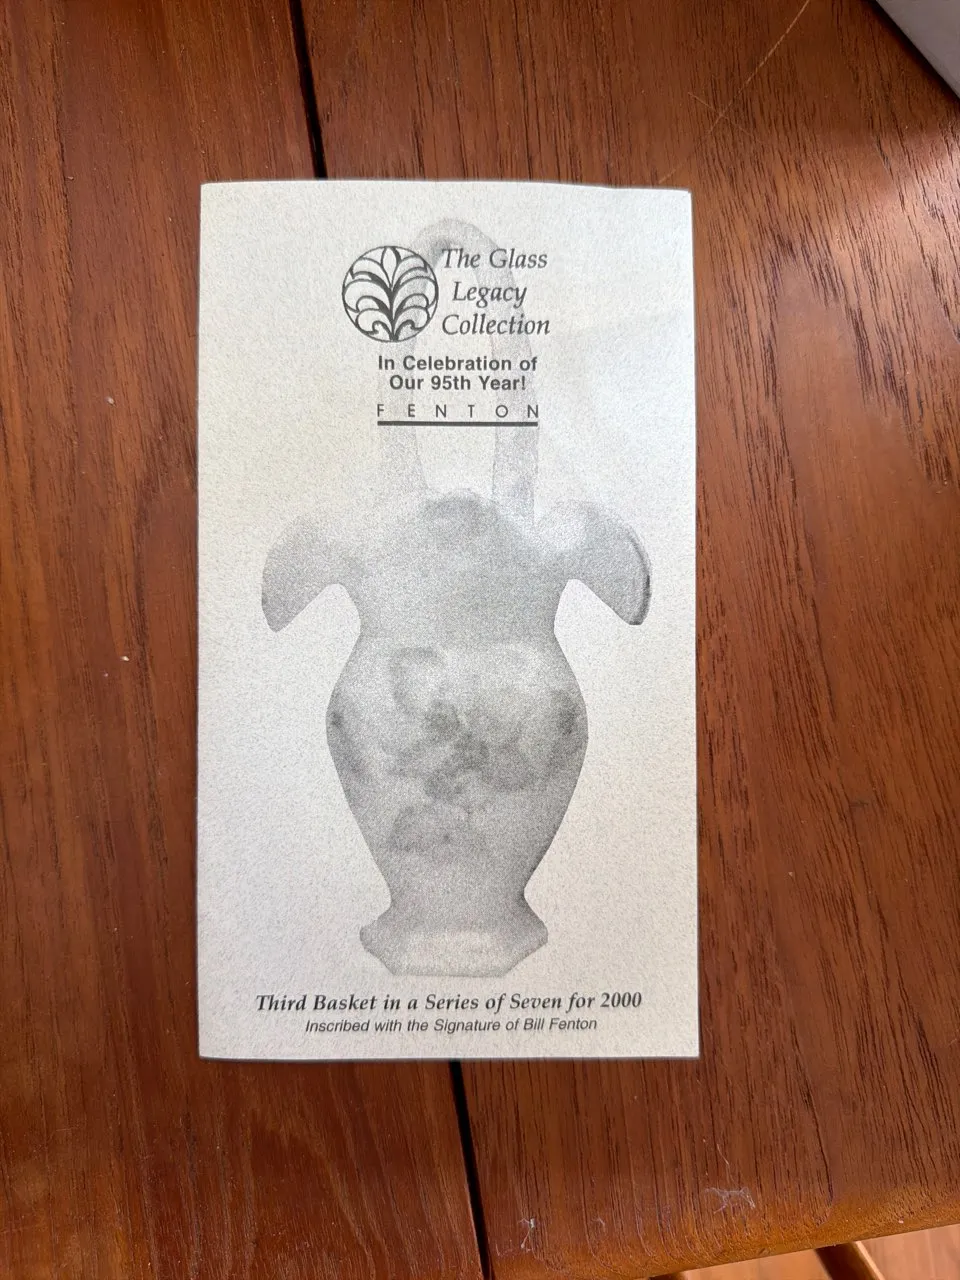 The Glass
Legacy
Collection
In Celebration of
Our 95th Year!
FENTON
Third Basket in a Series of Seven for 2000
Inscribed with the Signature of Bill Fenton